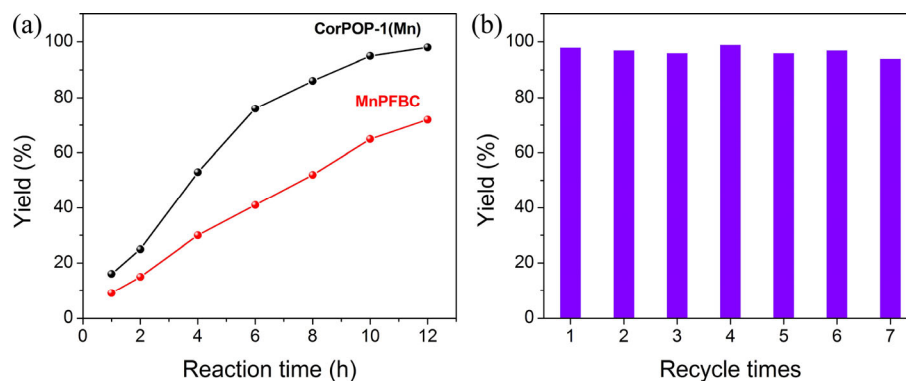 (a)
CorPOP-1(Mn)
MnPFBC
Yield (%)
100
80
60
40
20
0
0 2 4 6 8 10 12
Reaction time (h)
(b)
Yield (%)
100
80
60
40
20
0
1 2 3 4 5 6 7
Recycle times